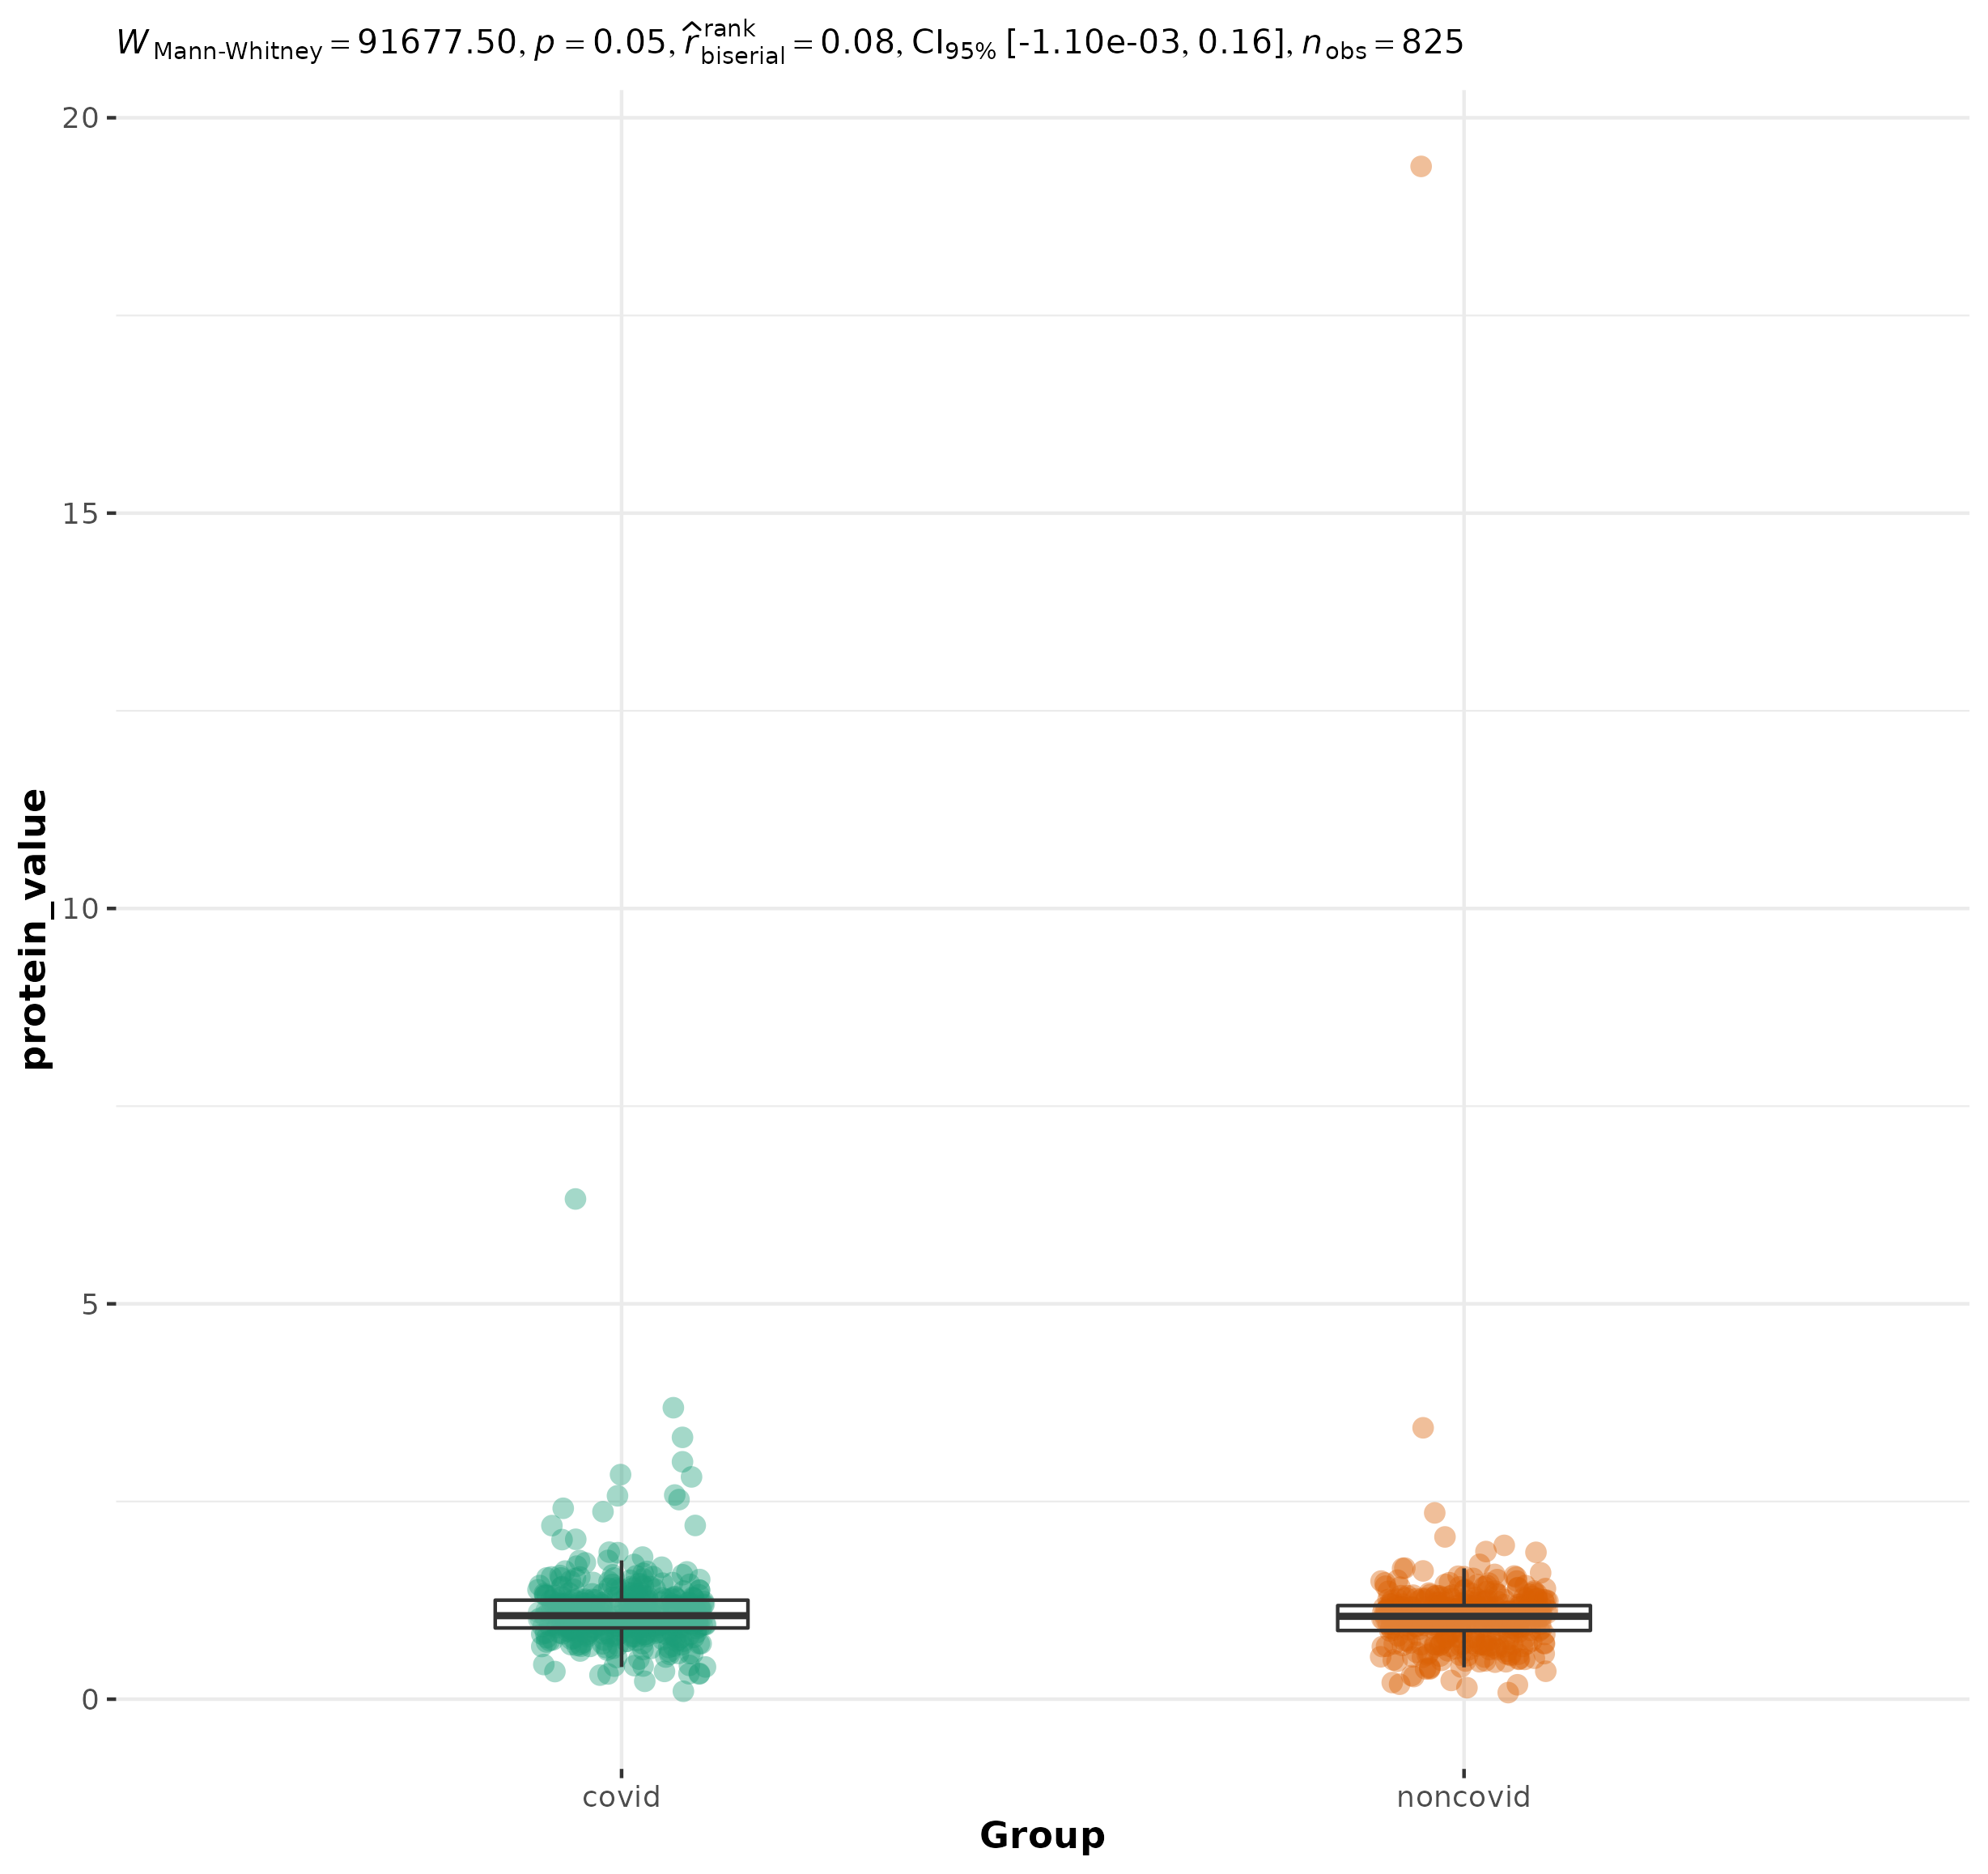 W Mann-Whitney = 91677.50, p = 0.05, r̂ rank biserial = 0.08, CI95% [-1.10e-03, 0.16], n obs = 825
20
15
10
5
0
protein_value
covid noncovid
Group